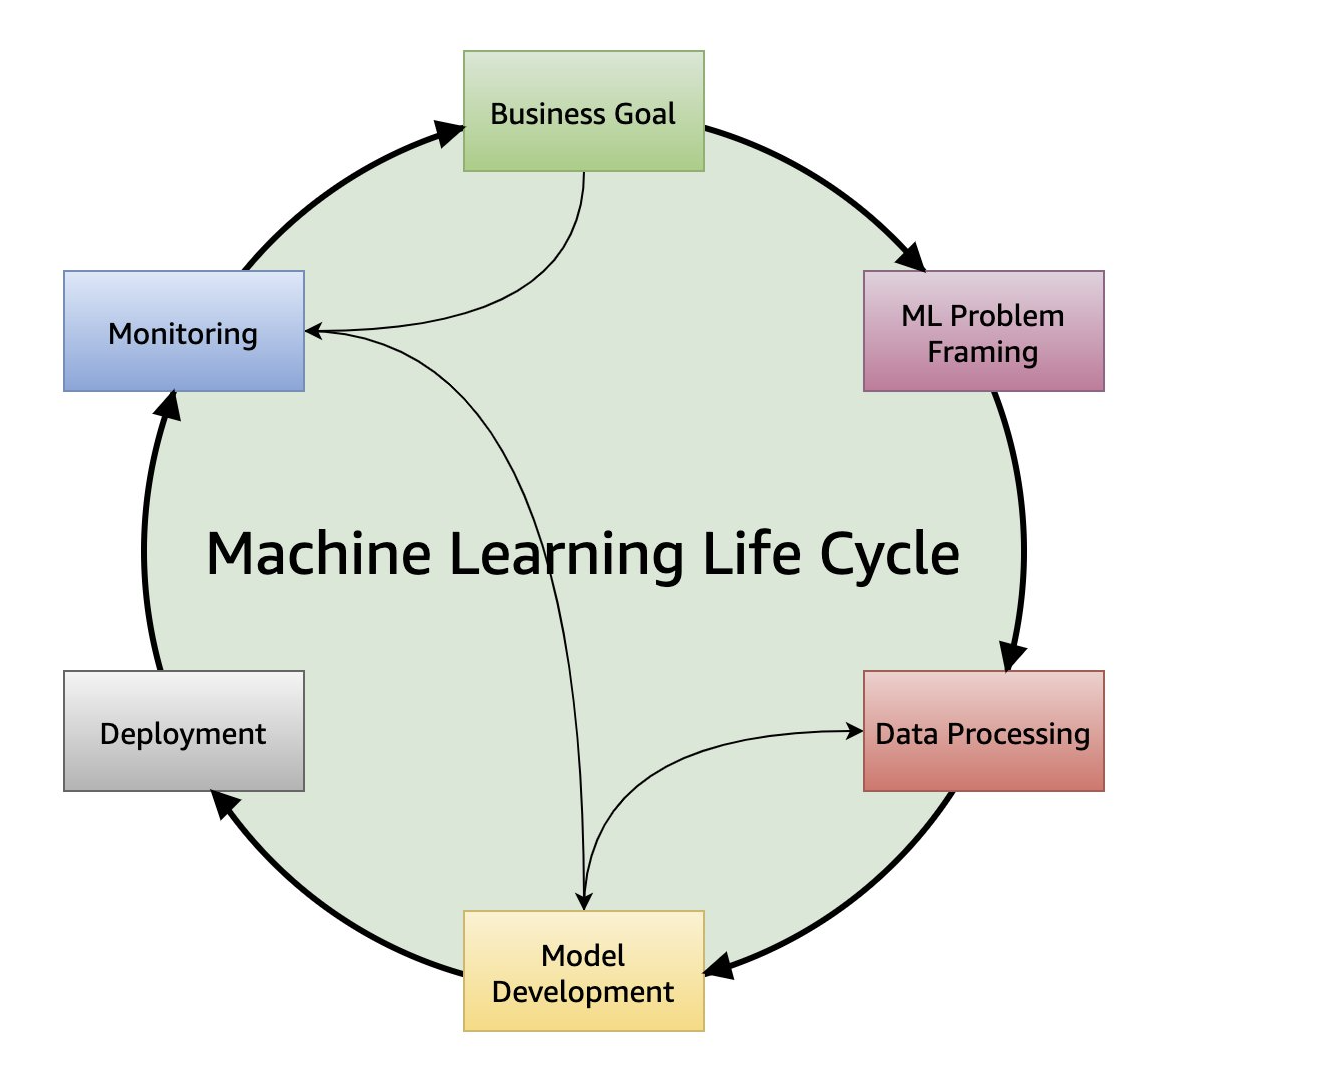 Business Goal
Monitoring
ML Problem
Framing
Machine Learning Life Cycle
Deployment
Data Processing
Model
Development